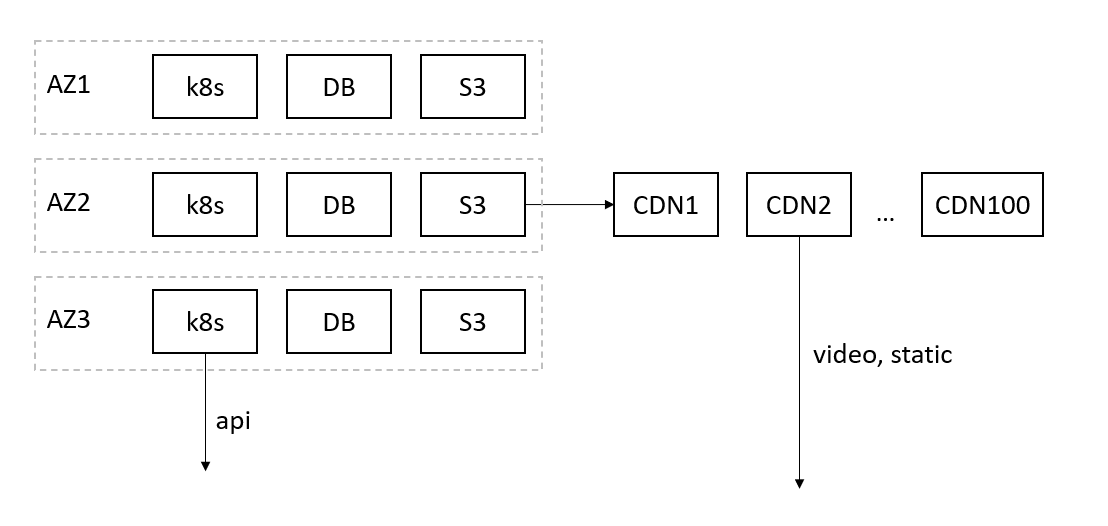 AZ1 k8s DB S3
AZ2 k8s DB S3 CDN1 CDN2 ... CDN100
AZ3 k8s DB S3
video, static
api